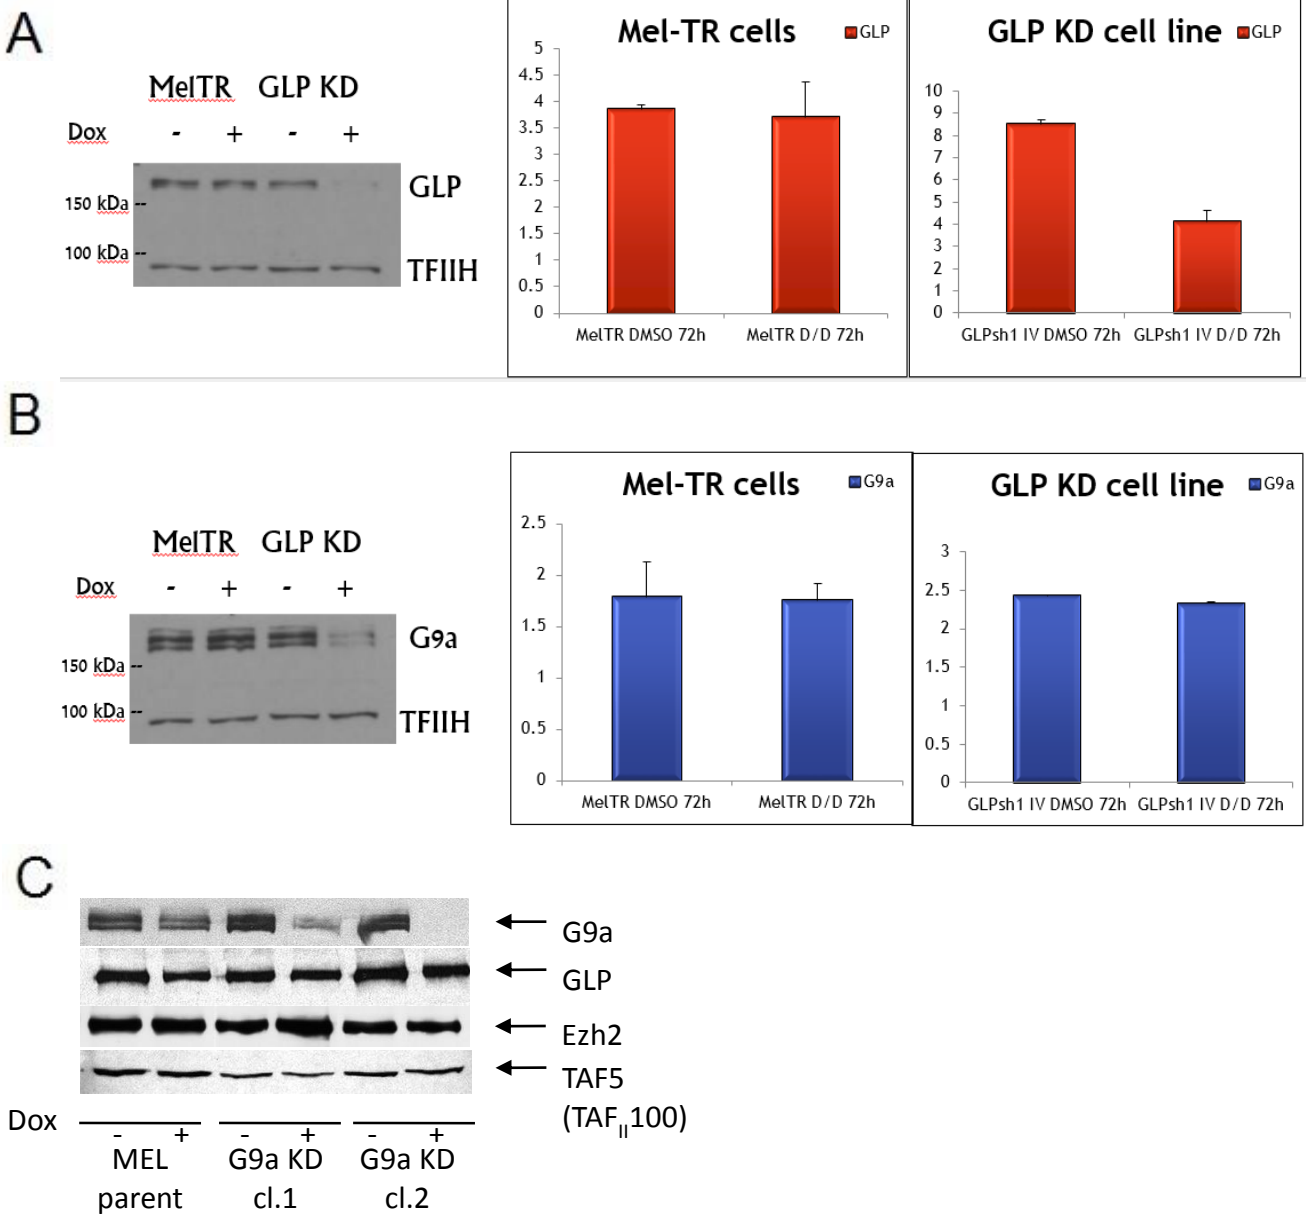 A
MelTR GLP KD
Dox - + - +
150 kDa --
100 kDa --
GLP
TFIIH
Mel-TR cells
GLP
5
4.5
4
3.5
3
2.5
2
1.5
1
0.5
0
MelTR DMSO 72h MelTR D/D 72h
GLP KD cell line
GLP
10
9
8
7
6
5
4
3
2
1
0
GLPsh1 IV DMSO 72h GLPsh1 IV D/D 72h
B
MelTR GLP KD
Dox - + - +
150 kDa --
100 kDa --
G9a
TFIIH
Mel-TR cells
G9a
2.5
2
1.5
1
0.5
0
MelTR DMSO 72h MelTR D/D 72h
GLP KD cell line
G9a
3
2.5
2
1.5
1
0.5
0
GLPsh1 IV DMSO 72h GLPsh1 IV D/D 72h
C
G9a
GLP
Ezh2
TAF5
(TAFII100)
Dox - + - + - +
MEL G9a KD G9a KD
parent cl.1 cl.2